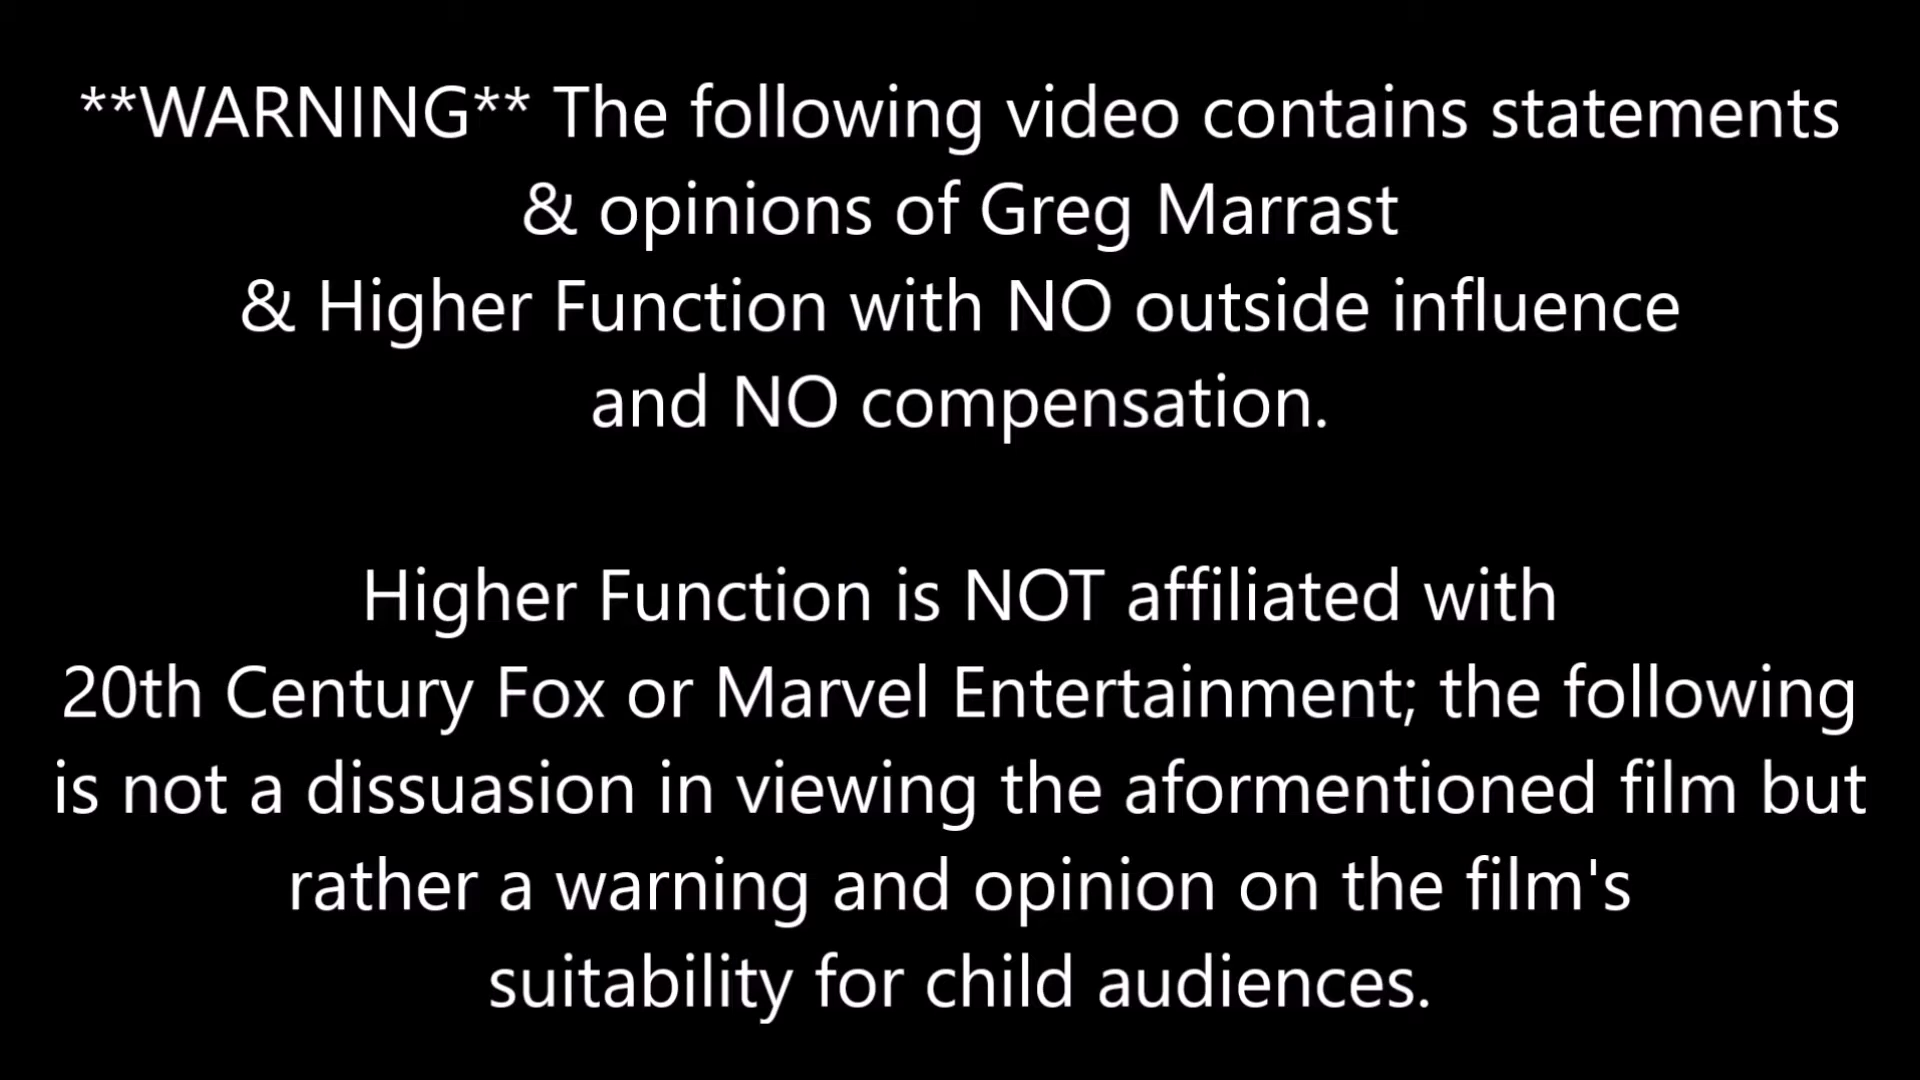 **WARNING** The following video contains statements
& opinions of Greg Marrast
& Higher Function with NO outside influence
and NO compensation.
Higher Function is NOT affiliated with
20th Century Fox or Marvel Entertainment; the following
is not a dissuasion in viewing the aformentioned film but
rather a warning and opinion on the film's
suitability for child audiences.